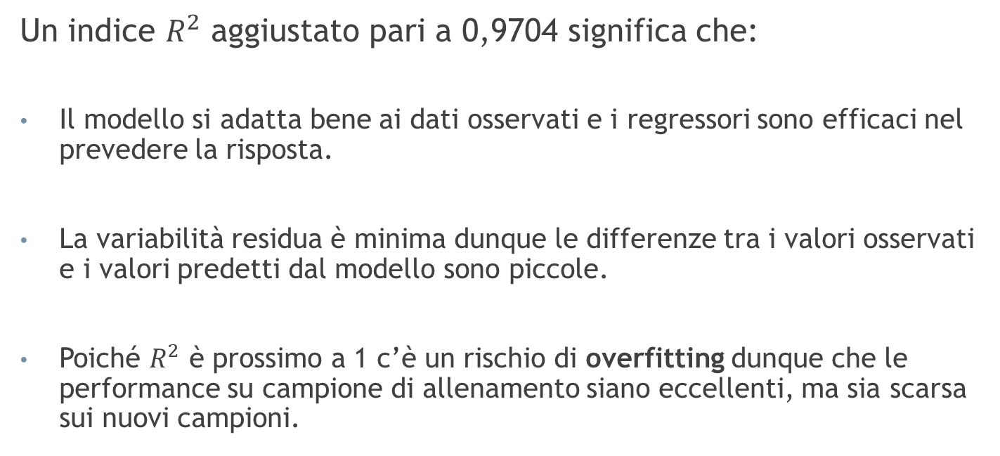 Un indice R² aggiustato pari a 0,9704 significa che:
• Il modello si adatta bene ai dati osservati e i regressori sono efficaci nel
prevedere la risposta.
• La variabilità residua è minima dunque le differenze tra i valori osservati
e i valori predetti dal modello sono piccole.
• Poiché R² è prossimo a 1 c’è un rischio di overfitting dunque che le
performance su campione di allenamento siano eccellenti, ma sia scarsa
sui nuovi campioni.